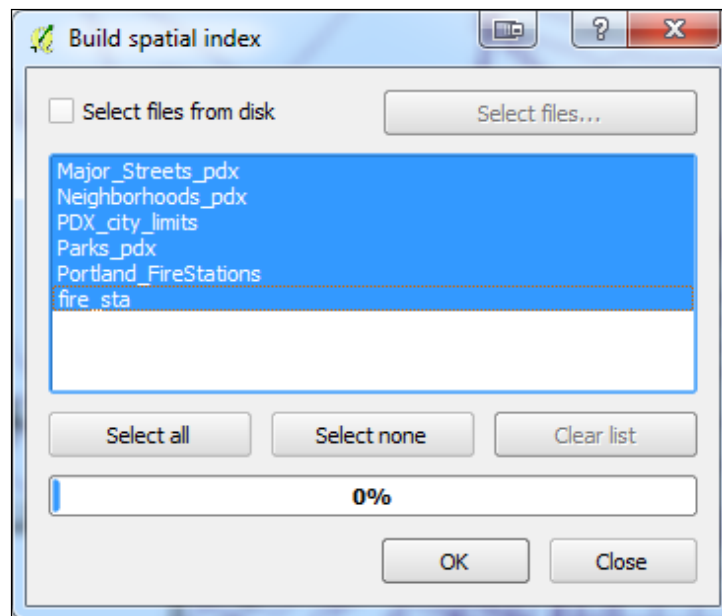 Build spatial index
Select files from disk
Select files...
Major_Streets_pdx
Neighborhoods_pdx
PDX_city_limits
Parks_pdx
Portland_FireStations
fire_sta
Select all
Select none
Clear list
0%
OK
Close